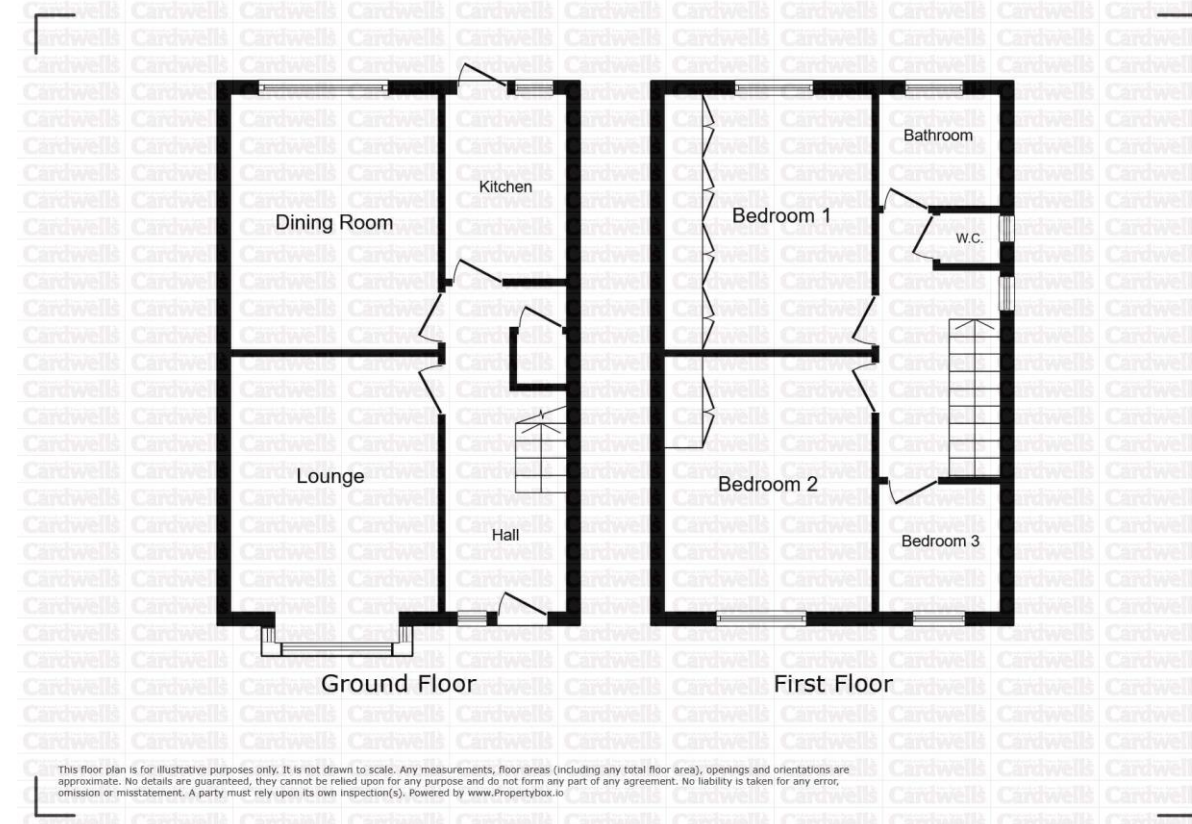 Dining Room
Kitchen
Lounge
Hall
Ground Floor
Bedroom 1
Bathroom
W.C.
Bedroom 2
Bedroom 3
First Floor
This floor plan is for illustrative purposes only. It is not drawn to scale. Any measurements, floor areas (including any total floor area), openings and orientations are
approximate. No details are guaranteed, they cannot be relied upon for any purpose and do not form any part of any agreement. No liability is taken for any error,
omission or misstatement. A party must rely upon its own inspection(s). Powered by www.Propertybox.io
Cardwells